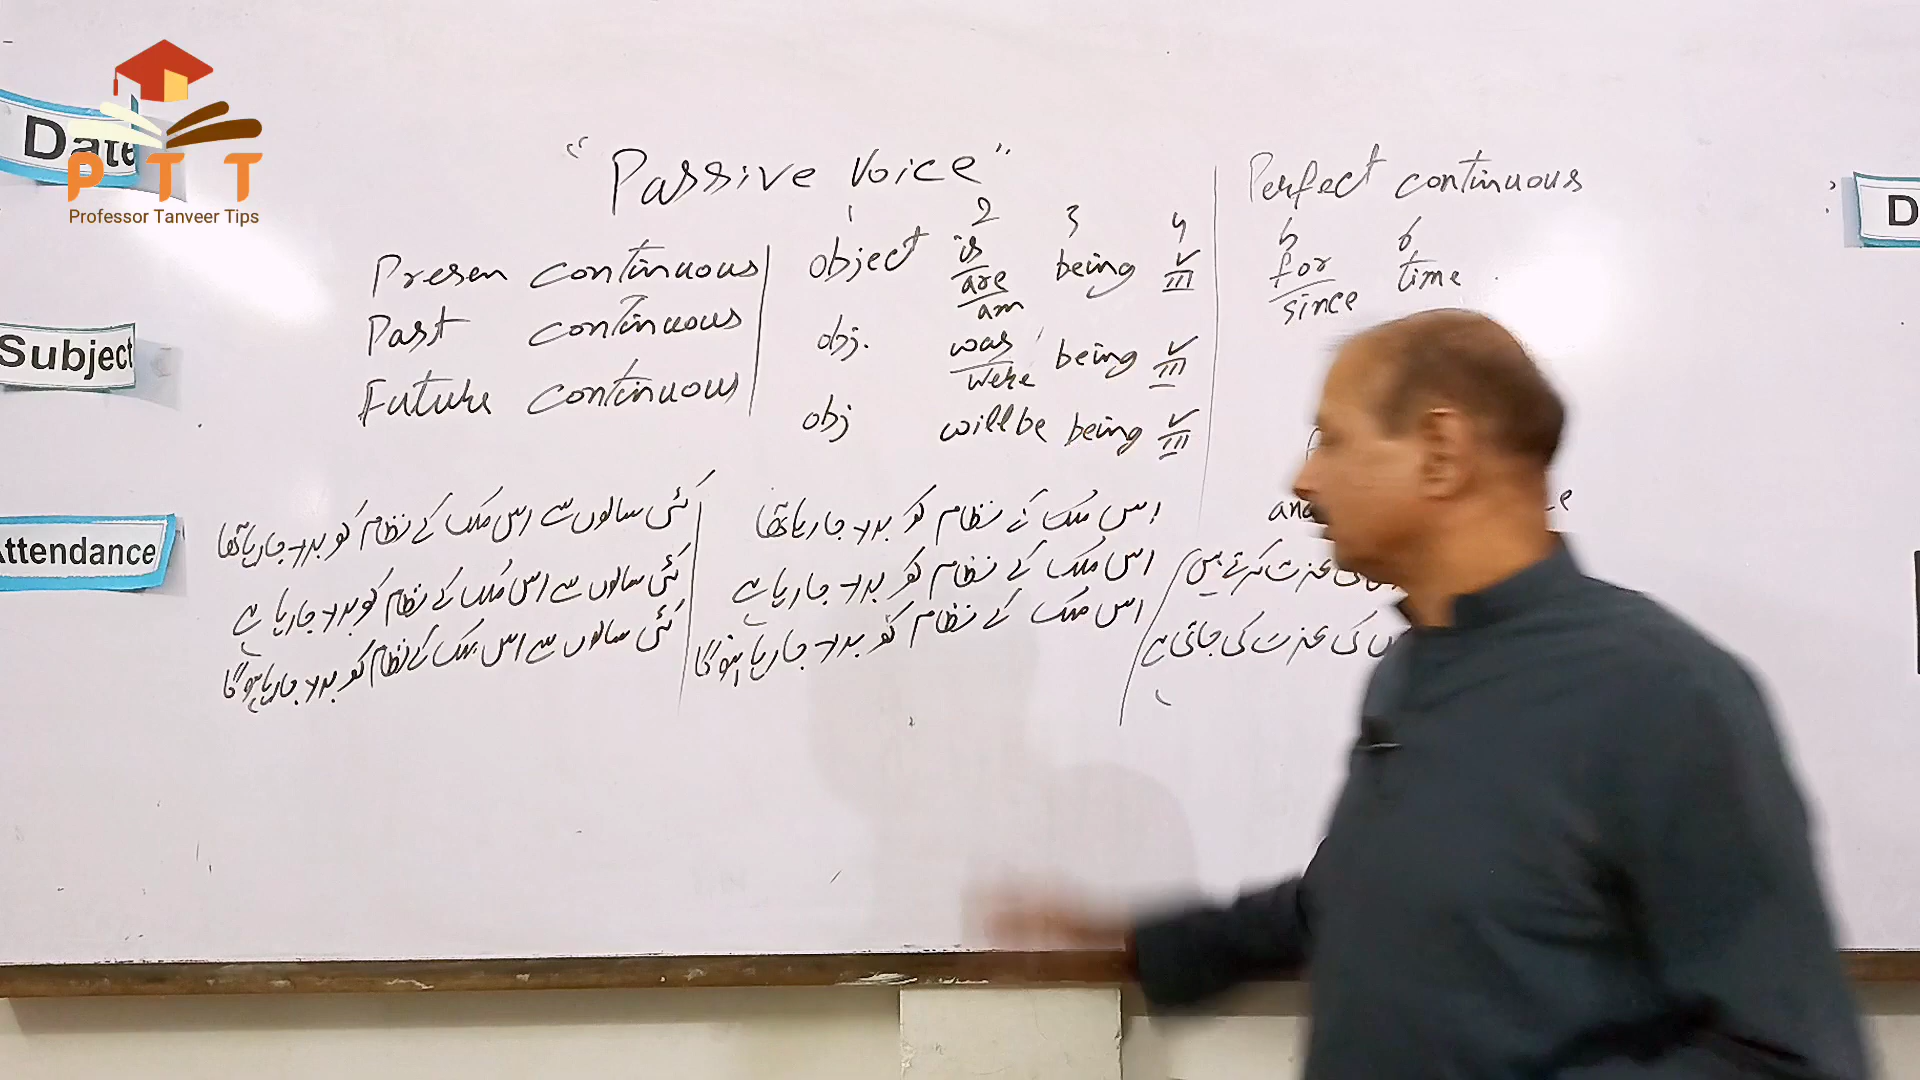 Date
P T T
Professor Tanveer Tips
Subject
Attendance
D
"Passive Voice"
1 2 3 4
Presen continuous object is are am being V III
Past continuous obj. was were being V III
Future continuous obj will be being V III
Perfect continuous
5 6
for since time
and
کئی سالوں سے اس ملک کے نظام کو بدلا جا رہا تھا
کئی سالوں سے اس ملک کے نظام کو بدلا جا رہا ہے
کئی سالوں سے اس ملک کے نظام کو بدلا جا رہا ہوگا
اس ملک کے نظام کو بدلا جا رہا تھا
اس ملک کے نظام کو بدلا جا رہا ہے
اس ملک کے نظام کو بدلا جا رہا ہوگا
کی عزت کرتے ہیں
کی عزت کی جاتی ہے